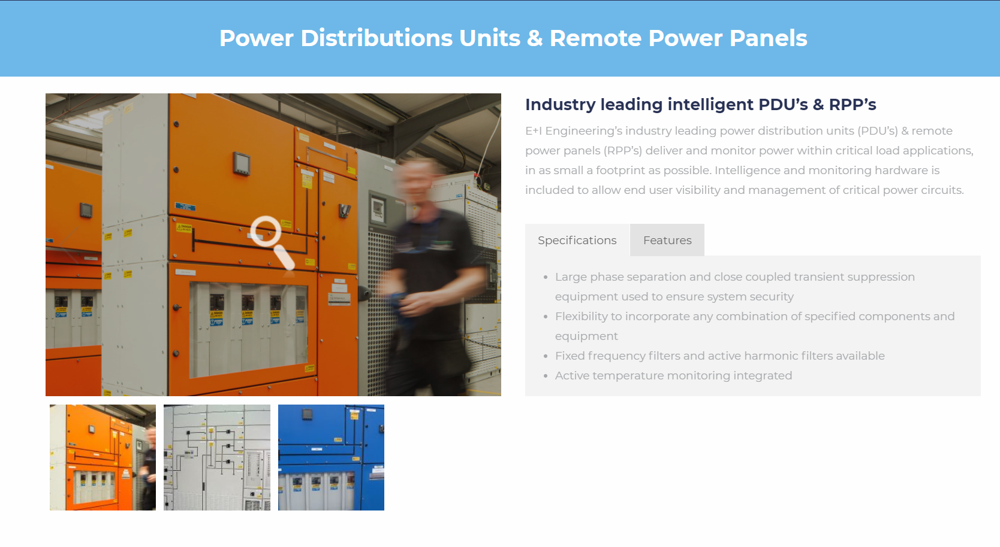 Power Distributions Units & Remote Power Panels
Industry leading intelligent PDU’s & RPP’s
E+I Engineering’s industry leading power distribution units (PDU’s) & remote
power panels (RPP’s) deliver and monitor power within critical load applications,
in as small a footprint as possible. Intelligence and monitoring hardware is
included to allow end user visibility and management of critical power circuits.
Specifications
Features
Large phase separation and close coupled transient suppression
equipment used to ensure system security
Flexibility to incorporate any combination of specified components and
equipment
Fixed frequency filters and active harmonic filters available
Active temperature monitoring integrated